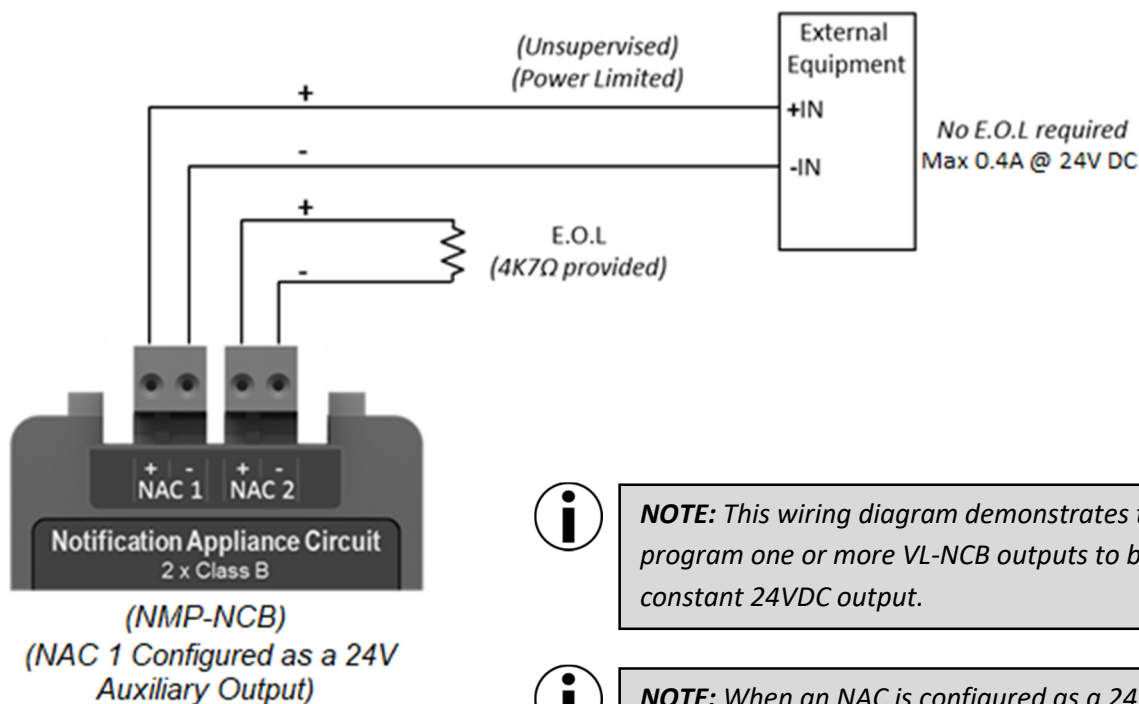 (Unsupervised)
(Power Limited)
External
Equipment
+
+IN
-
-IN
No E.O.L required
Max 0.4A @ 24V DC
+
-
E.O.L
(4K7Ω provided)
+ - + -
NAC 1 NAC 2
Notification Appliance Circuit
2 x Class B
(NMP-NCB)
(NAC 1 Configured as a 24V
Auxiliary Output)
i
NOTE: This wiring diagram demonstrates
program one or more VL-NCB outputs to
constant 24VDC output.
i
NOTE: When an NAC is configured as a 24